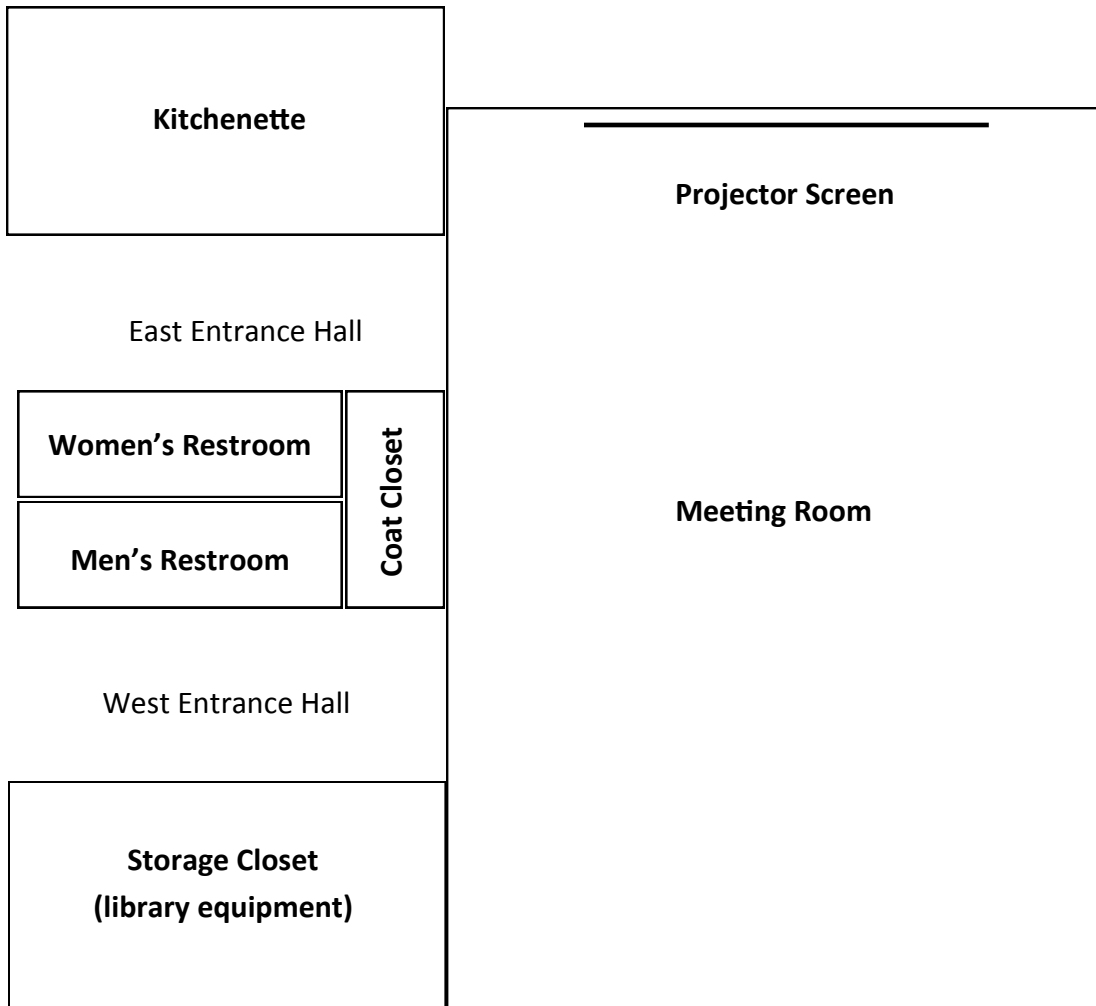 Kitchenette
Projector Screen
East Entrance Hall
Women’s Restroom
Coat Closet
Meeting Room
Men’s Restroom
West Entrance Hall
Storage Closet
(library equipment)